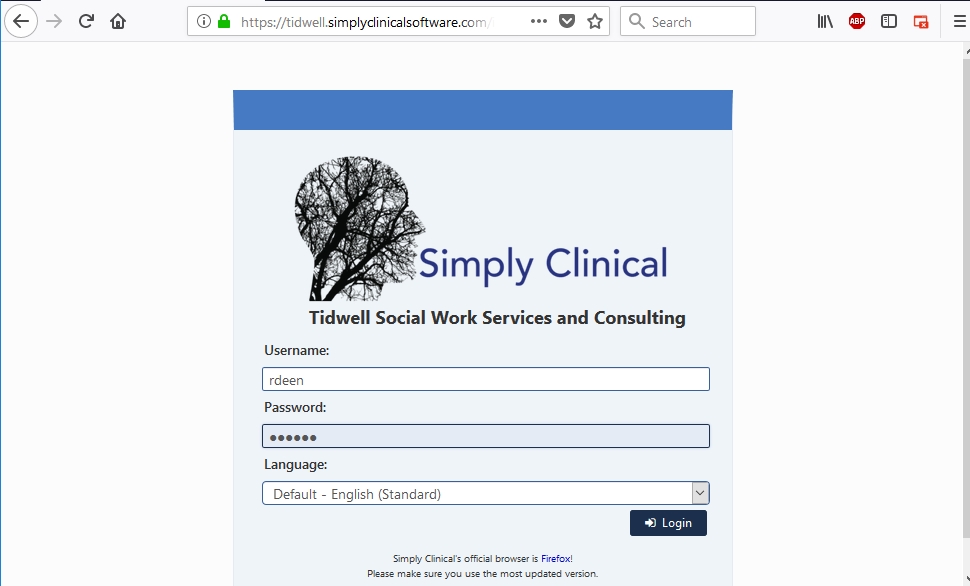 https://tidwell.simplyclinicalsoftware.com/
Search
ABP
Simply Clinical
Tidwell Social Work Services and Consulting
Username:
rdeen
Password:
●●●●●●
Language:
Default - English (Standard)
Login
Simply Clinical's official browser is Firefox!
Please make sure you use the most updated version.